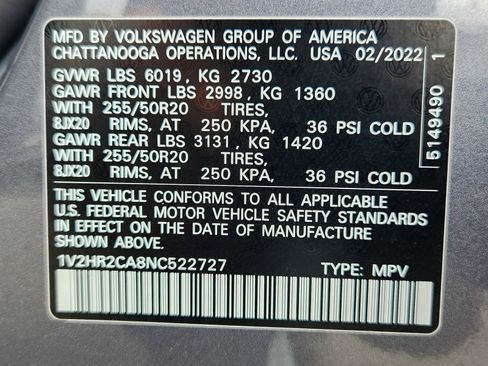 MFD BY VOLKSWAGEN GROUP OF AMERICA
CHATTANOOGA OPERATIONS, LLC. USA 02/2022
GVWR LBS 6019, KG 2730
GAWR FRONT LBS 2998, KG 1360
WITH 255/50R20 TIRES,
8JX20 RIMS, AT 250 KPA, 36 PSI COLD
GAWR REAR LBS 3131, KG 1420
WITH 255/50R20 TIRES,
8JX20 RIMS, AT 250 KPA, 36 PSI COLD
THIS VEHICLE CONFORMS TO ALL APPLICABLE
U.S. FEDERAL MOTOR VEHICLE SAFETY STANDARDS
IN EFFECT ON THE DATE OF MANUFACTURE
SHOWN ABOVE.
1V2HR2CA8NC522727 TYPE: MPV
5149490 1